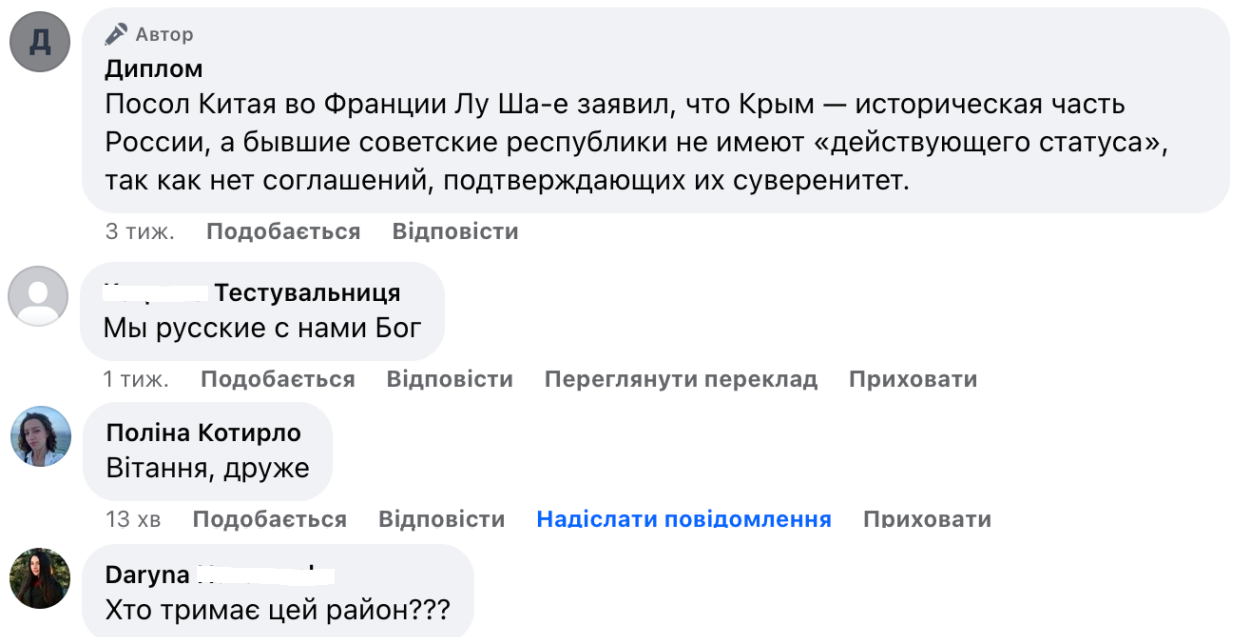 Д
Автор
Диплом
Посол Китая во Франции Лу Ша-е заявил, что Крым — историческая часть
России, а бывшие советские республики не имеют «действующего статуса»,
так как нет соглашений, подтверждающих их суверенитет.
3 тиж. Подобається Відповісти
Тестувальниця
Мы русские с нами Бог
1 тиж. Подобається Відповісти Переглянути переклад Приховати
Поліна Котирло
Вітання, друже
13 хв Подобається Відповісти Надіслати повідомлення Приховати
Daryna
Хто тримає цей район???